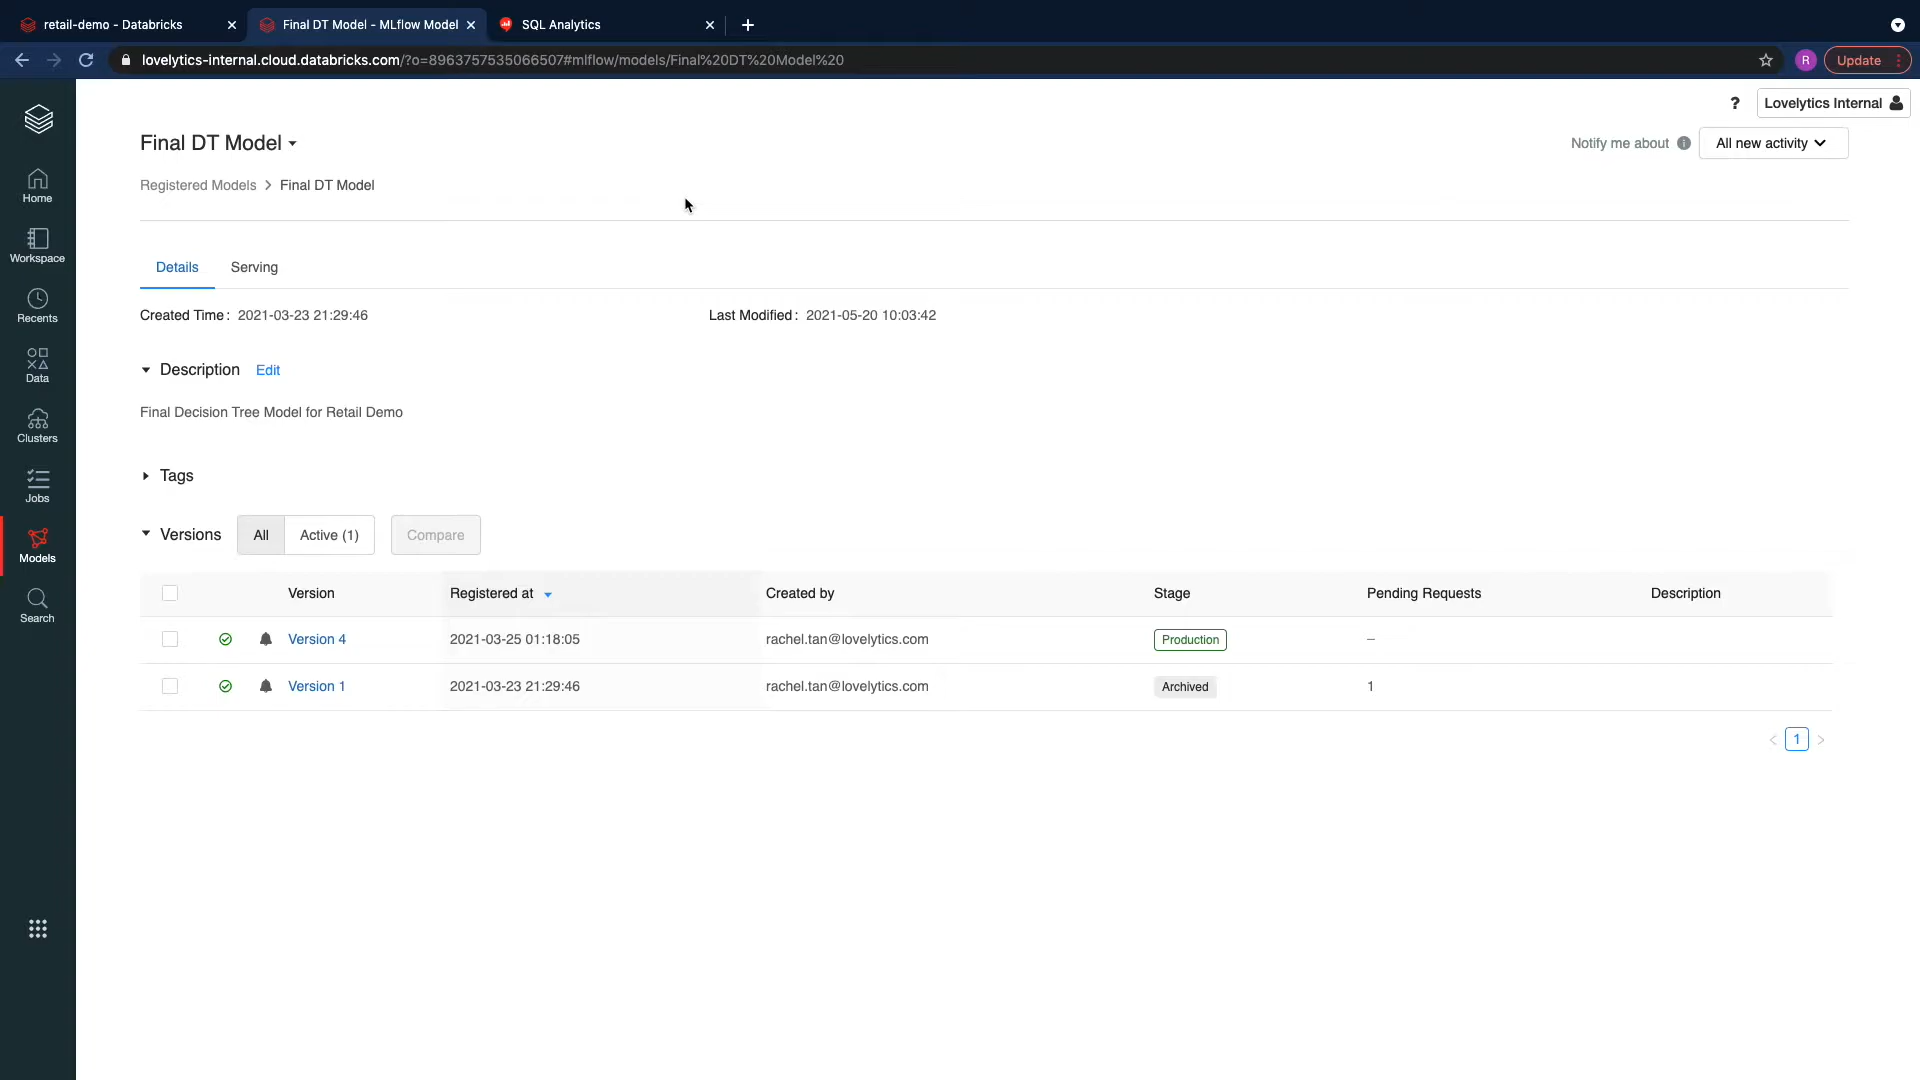 retail-demo - Databricks
Final DT Model - MLflow Model
SQL Analytics
lovelytics-internal.cloud.databricks.com/?o=8963757535066507#mlflow/models/Final%20DT%20Model%20
R
Update
? Lovelytics Internal
Final DT Model
Notify me about All new activity
Registered Models > Final DT Model
Home
Workspace
Recents
Data
Clusters
Jobs
Models
Search
Details Serving
Created Time: 2021-03-23 21:29:46 Last Modified: 2021-05-20 10:03:42
Description Edit
Final Decision Tree Model for Retail Demo
Tags
Versions All Active (1) Compare
Version Registered at Created by Stage Pending Requests Description
Version 4 2021-03-25 01:18:05 rachel.tan@lovelytics.com Production –
Version 1 2021-03-23 21:29:46 rachel.tan@lovelytics.com Archived 1
< 1 >